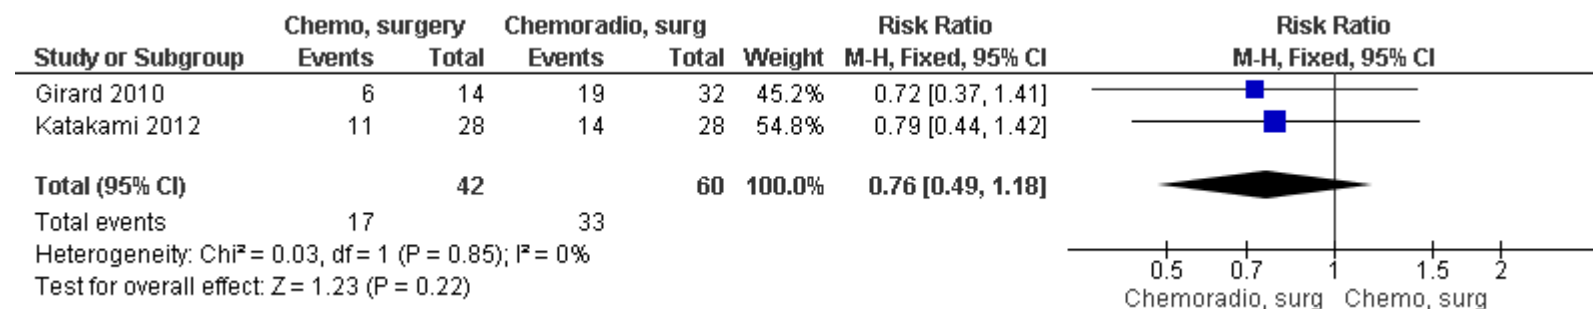 Chemo, surgery Chemoradio, surg Risk Ratio Risk Ratio
Study or Subgroup Events Total Events Total Weight M-H, Fixed, 95% CI M-H, Fixed, 95% CI
Girard 2010 6 14 19 32 45.2% 0.72 [0.37, 1.41]
Katakami 2012 11 28 14 28 54.8% 0.79 [0.44, 1.42]
Total (95% CI) 42 60 100.0% 0.76 [0.49, 1.18]
Total events 17 33
Heterogeneity: Chi² = 0.03, df = 1 (P = 0.85); I² = 0%
Test for overall effect: Z = 1.23 (P = 0.22)
0.5 0.7 1 1.5 2
Chemoradio, surg Chemo, surg